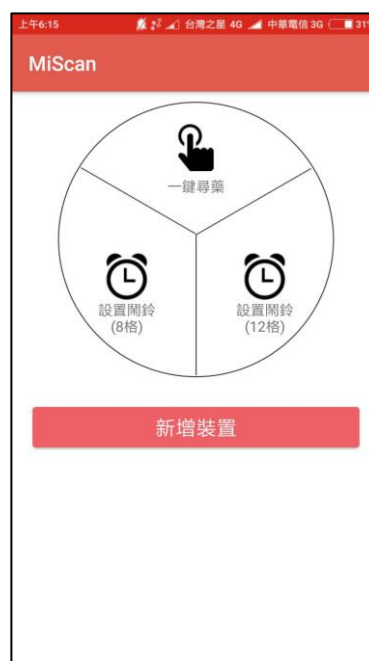 上午6:15 台灣之星 4G 中華電信 3G 31%
MiScan
一鍵尋藥
設置鬧鈴
(8格)
設置鬧鈴
(12格)
新增裝置